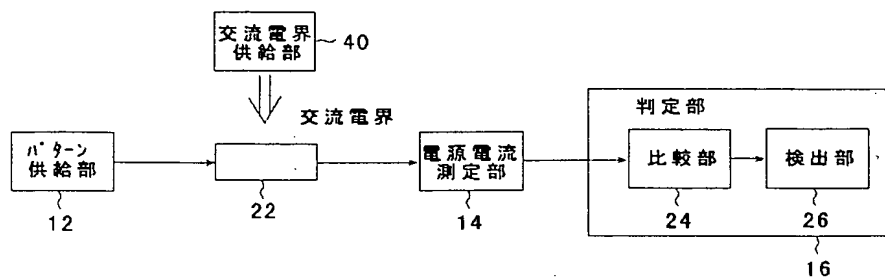 交流電界
供給部
40
交流電界
パターン
供給部
12
22
電源電流
測定部
14
判定部
比較部
24
検出部
26
16